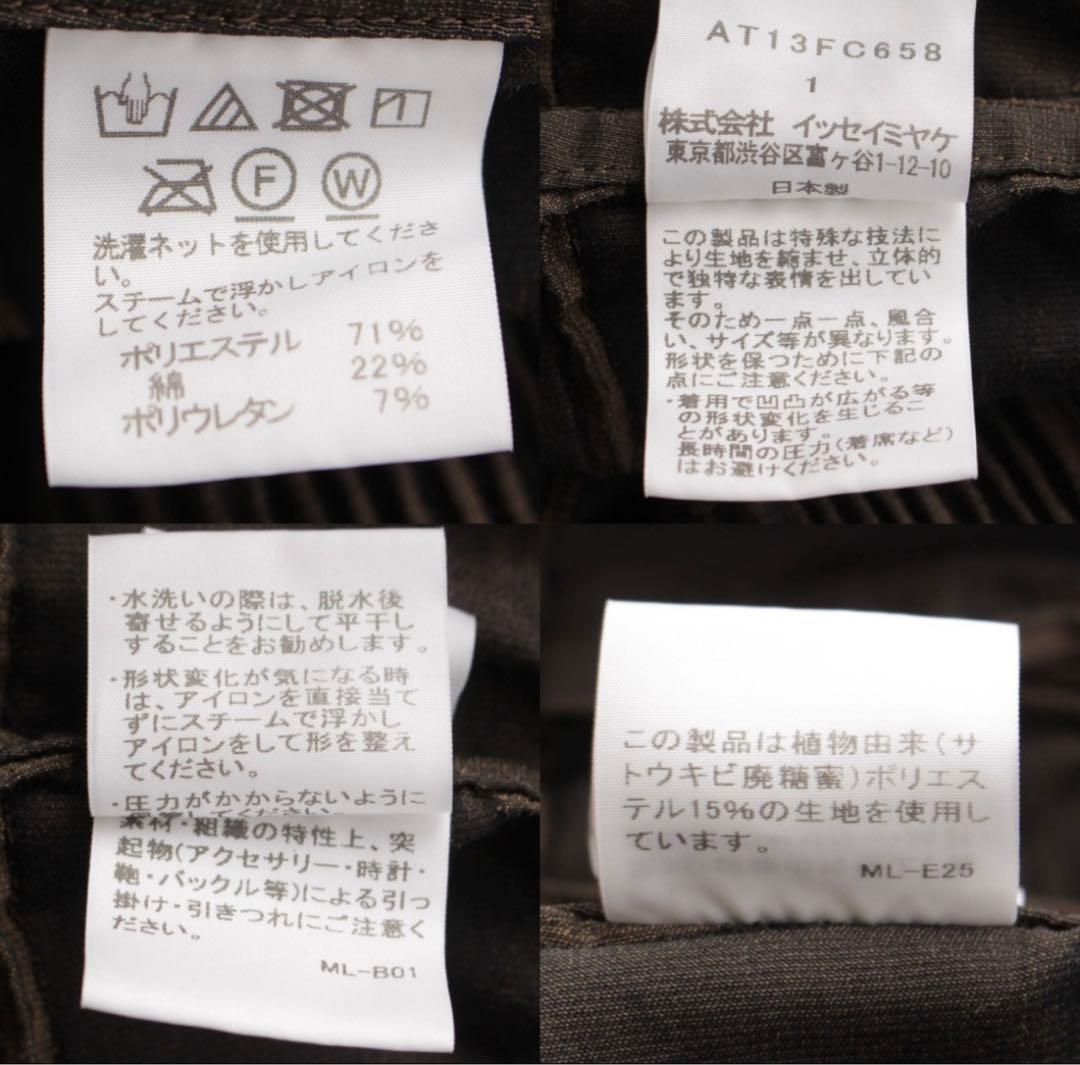 F
W
洗濯ネットを使用してくださ
い。
スチームで浮かしアイロンを
してください。
ポリエステル 71%
綿 22%
ポリウレタン 7%
AT13FC658
1
株式会社 イッセイミヤケ
東京都渋谷区富ヶ谷1-12-10
日本製
この製品は特殊な技法に
より生地を縮ませ、立体的
で独特な表情を出してい
ます。
そのため一点一点、風合
い、サイズ等が異なります。
形状を保つために下記の
点にご注意ください。
・着用で凹凸が広がる等
の形状変化を生じるこ
とがあります。
長時間の圧力(着席など)
はお避けください。
・水洗いの際は、脱水後
寄せるようにして平干し
することをお勧めします。
・形状変化が気になる時
は、アイロンを直接当て
ずにスチームで浮かし
アイロンをして形を整え
てください。
・圧力がかからないように
素材・組織の特性上、突
起物(アクセサリー・時計・
鞄・バックル等)による引っ
掛け・引きつれにご注意く
ださい。
ML-B01
この製品は植物由来(サ
トウキビ廃糖蜜)ポリエス
テル15%の生地を使用し
ています。
ML-E25